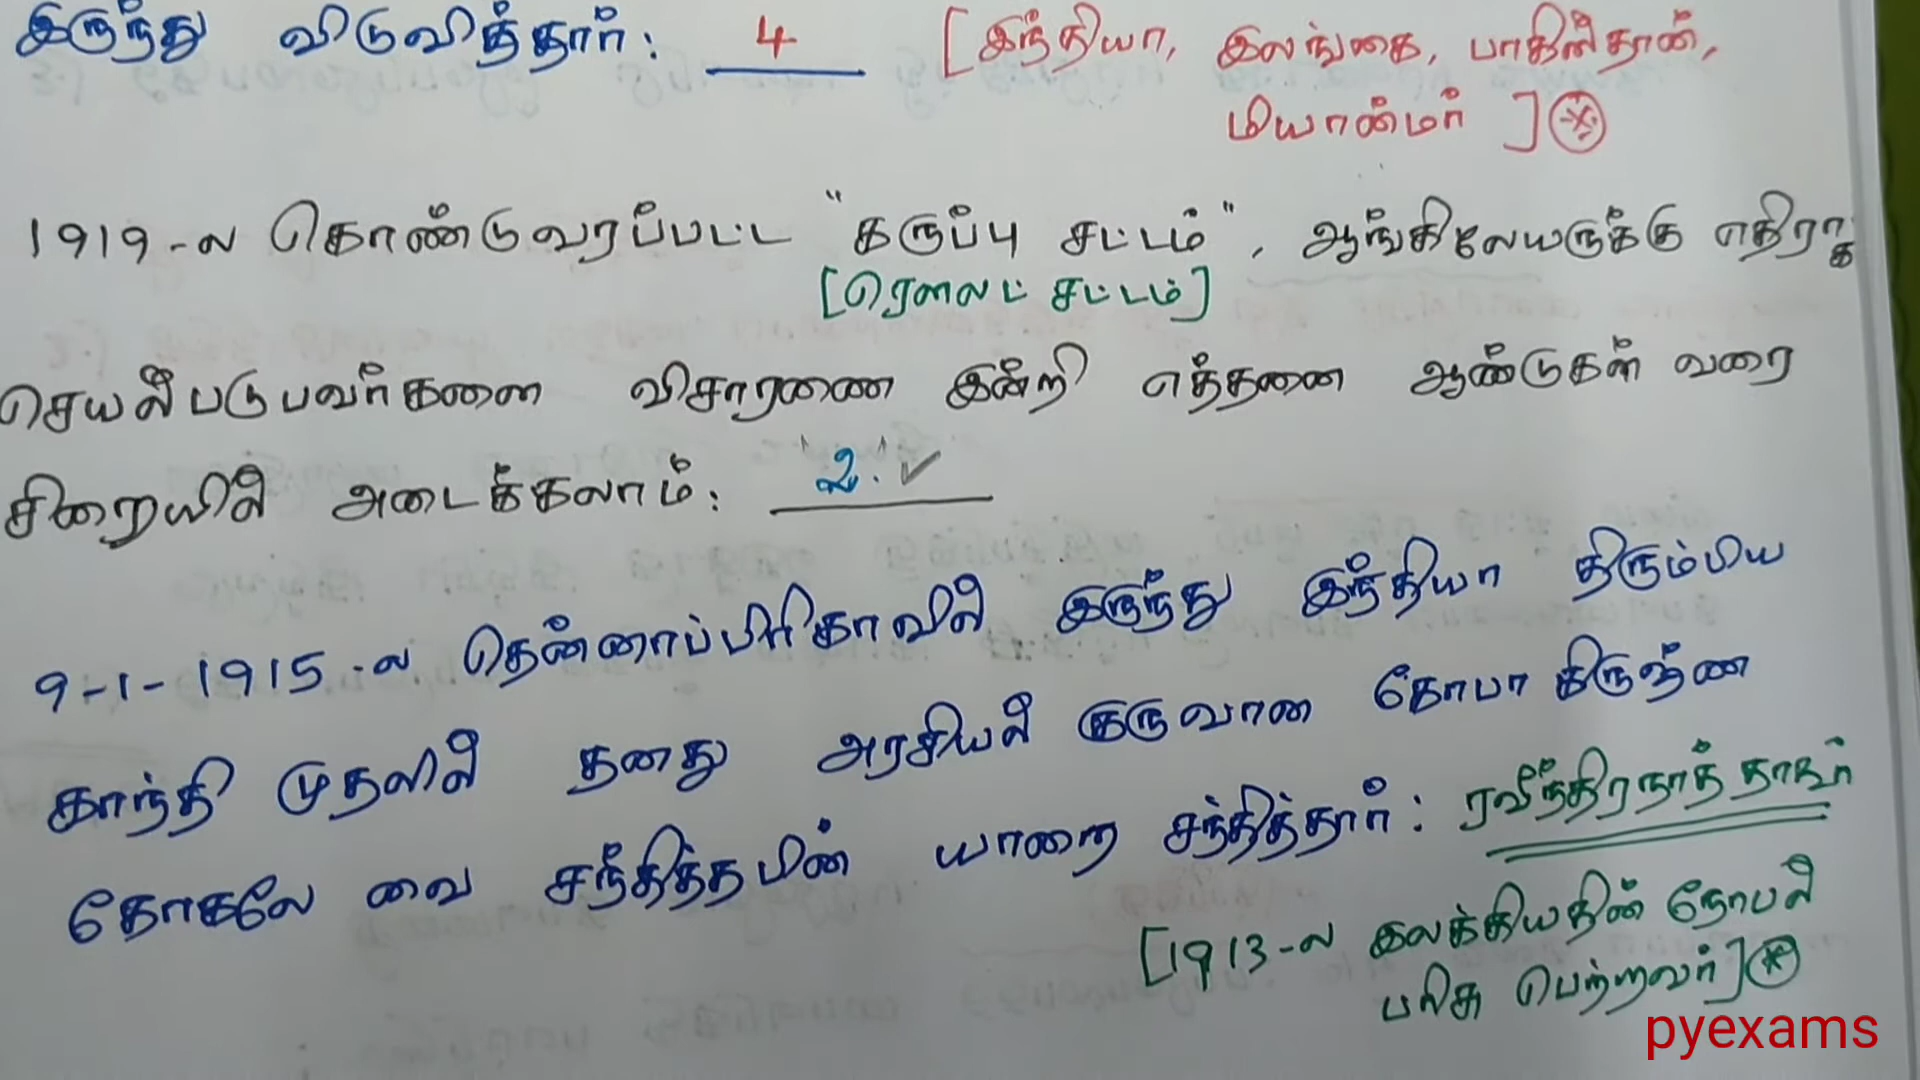 இருந்து விடுவித்தார்: 4 [இந்தியா, இலங்கை, பாகிஸ்தான்,
மியான்மர்]
1919-ல கொண்டுவரப்பட்ட "கருப்பு சட்டம்", ஆங்கிலேயருக்கு எதிராக
[ரௌலட் சட்டம்]
செயல்படுபவர்களை விசாரணை இன்றி எத்தனை ஆண்டுகள் வரை
சிறையில் அடைக்கலாம்: 2.
9-1-1915-ல தென்னாப்பிரிகாவில் இருந்து இந்தியா திரும்பிய
காந்தி முதலில் தனது அரசியல் குருவான கோபா கிருஷ்ண
கோகலே வை சந்தித்தபின் யாறை சந்தித்தார்: ரவீந்திரநாத் தாகூர்
[1913-ல இலக்கியதின் நோபல்
பரிசு பெற்றவர்]
pyexams